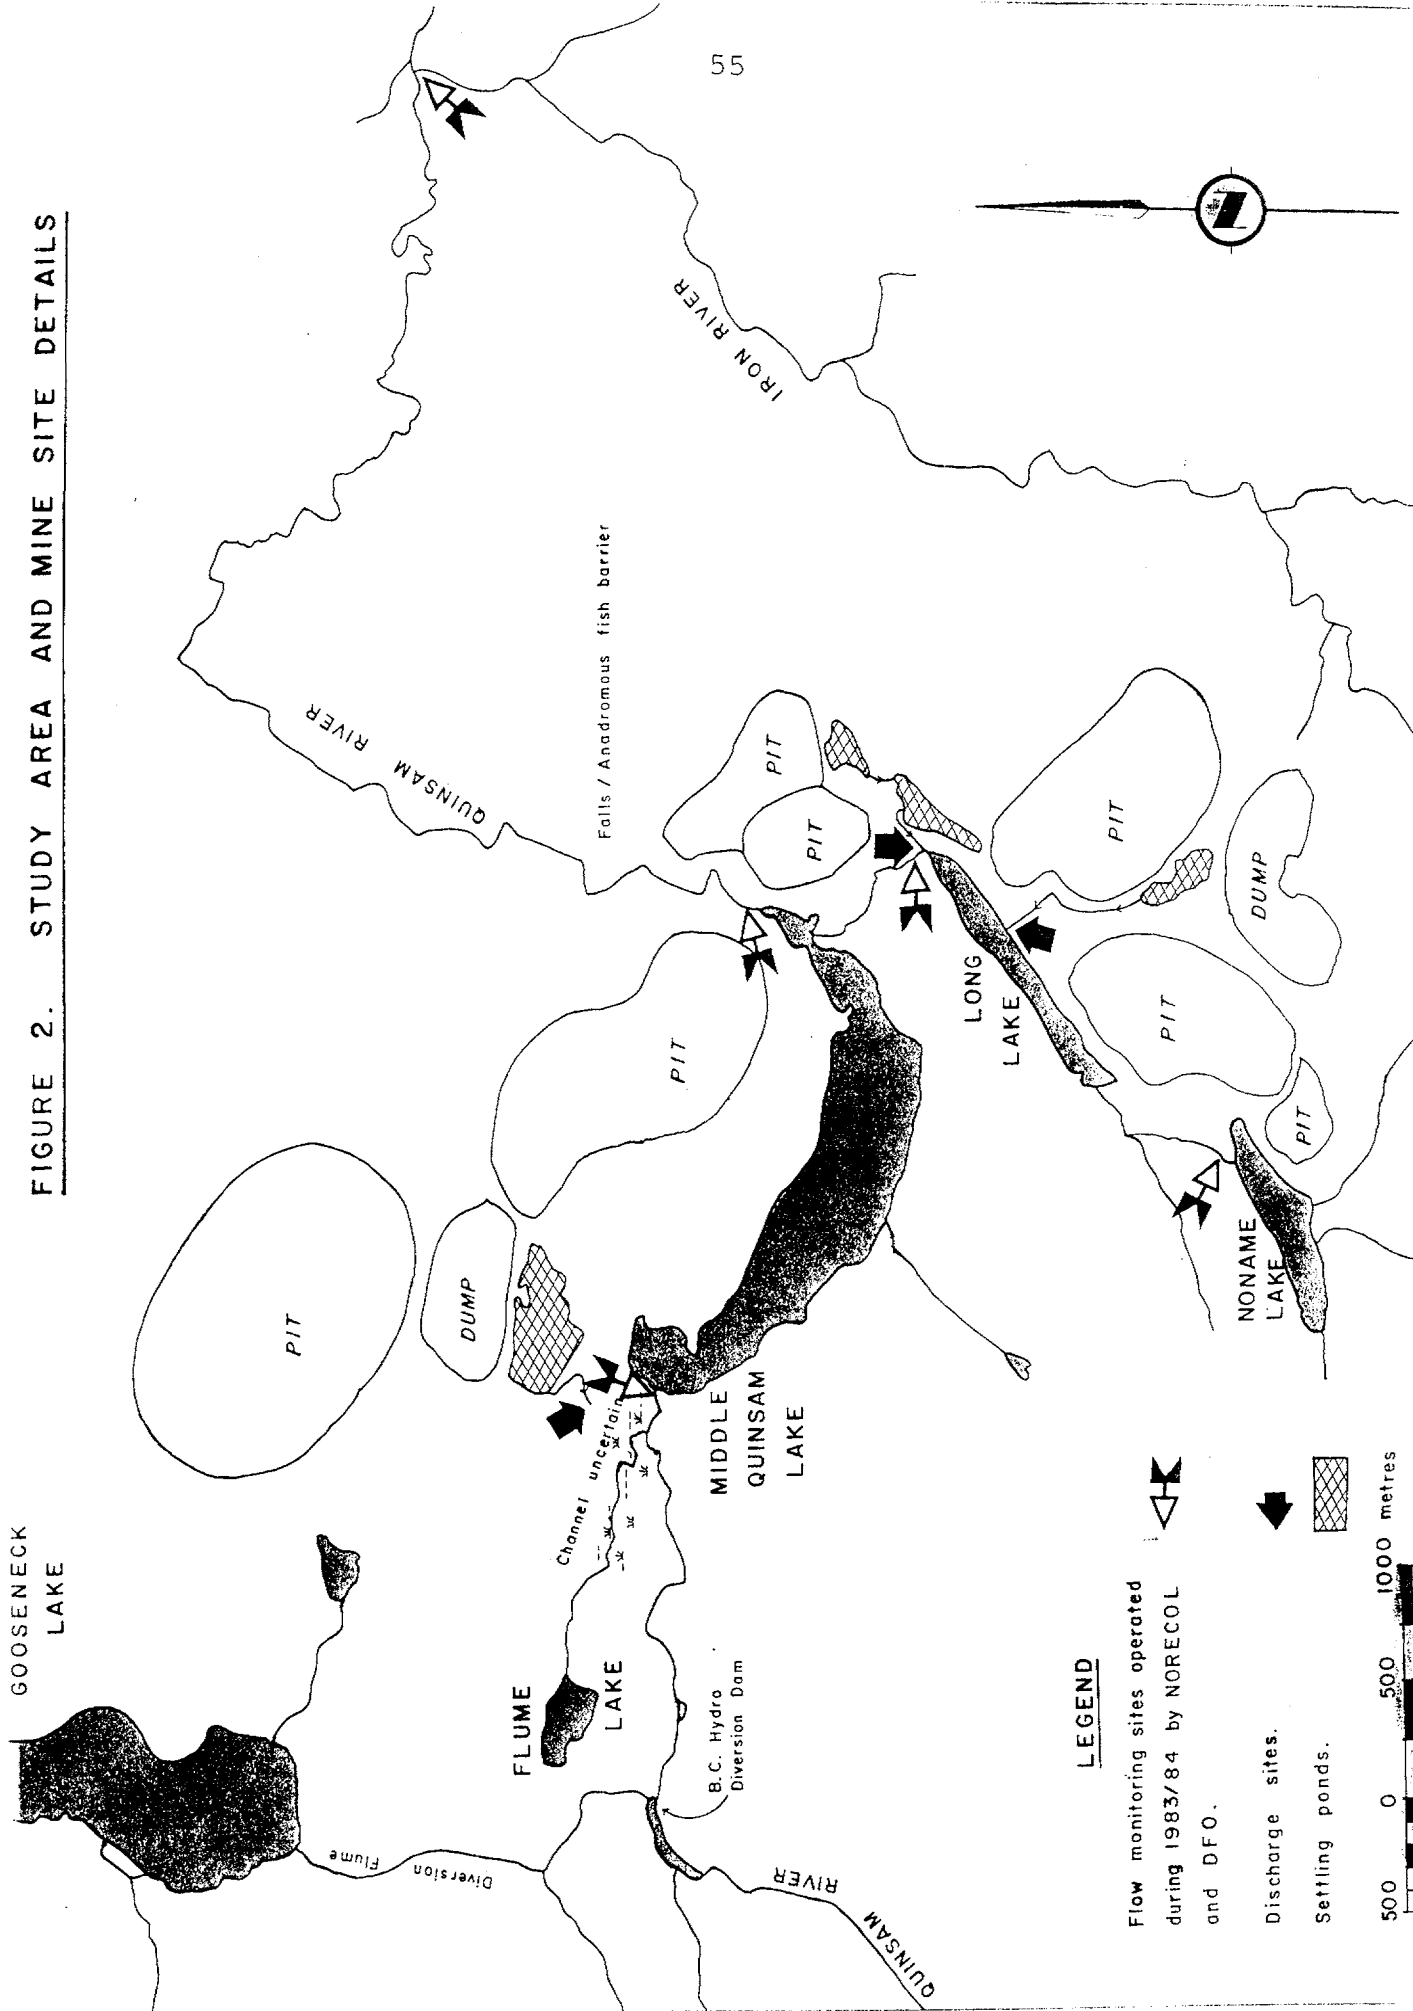 55
FIGURE 2. STUDY AREA AND MINE SITE DETAILS
GOOSENECK
LAKE
PIT
DUMP
PIT
QUINSAM RIVER
Falls / Anadromous fish barrier
IRON RIVER
PIT
PIT
Diversion Flume
FLUME
LAKE
Channel uncertain
B.C. Hydro
Diversion Dam
QUINSAM RIVER
MIDDLE
QUINSAM
LAKE
LONG
LAKE
PIT
PIT
DUMP
PIT
NONAME
LAKE
N
LEGEND
Flow monitoring sites operated
during 1983/84 by NORECOL
and DFO.
Discharge sites.
Settling ponds.
500 0 500 1000 metres